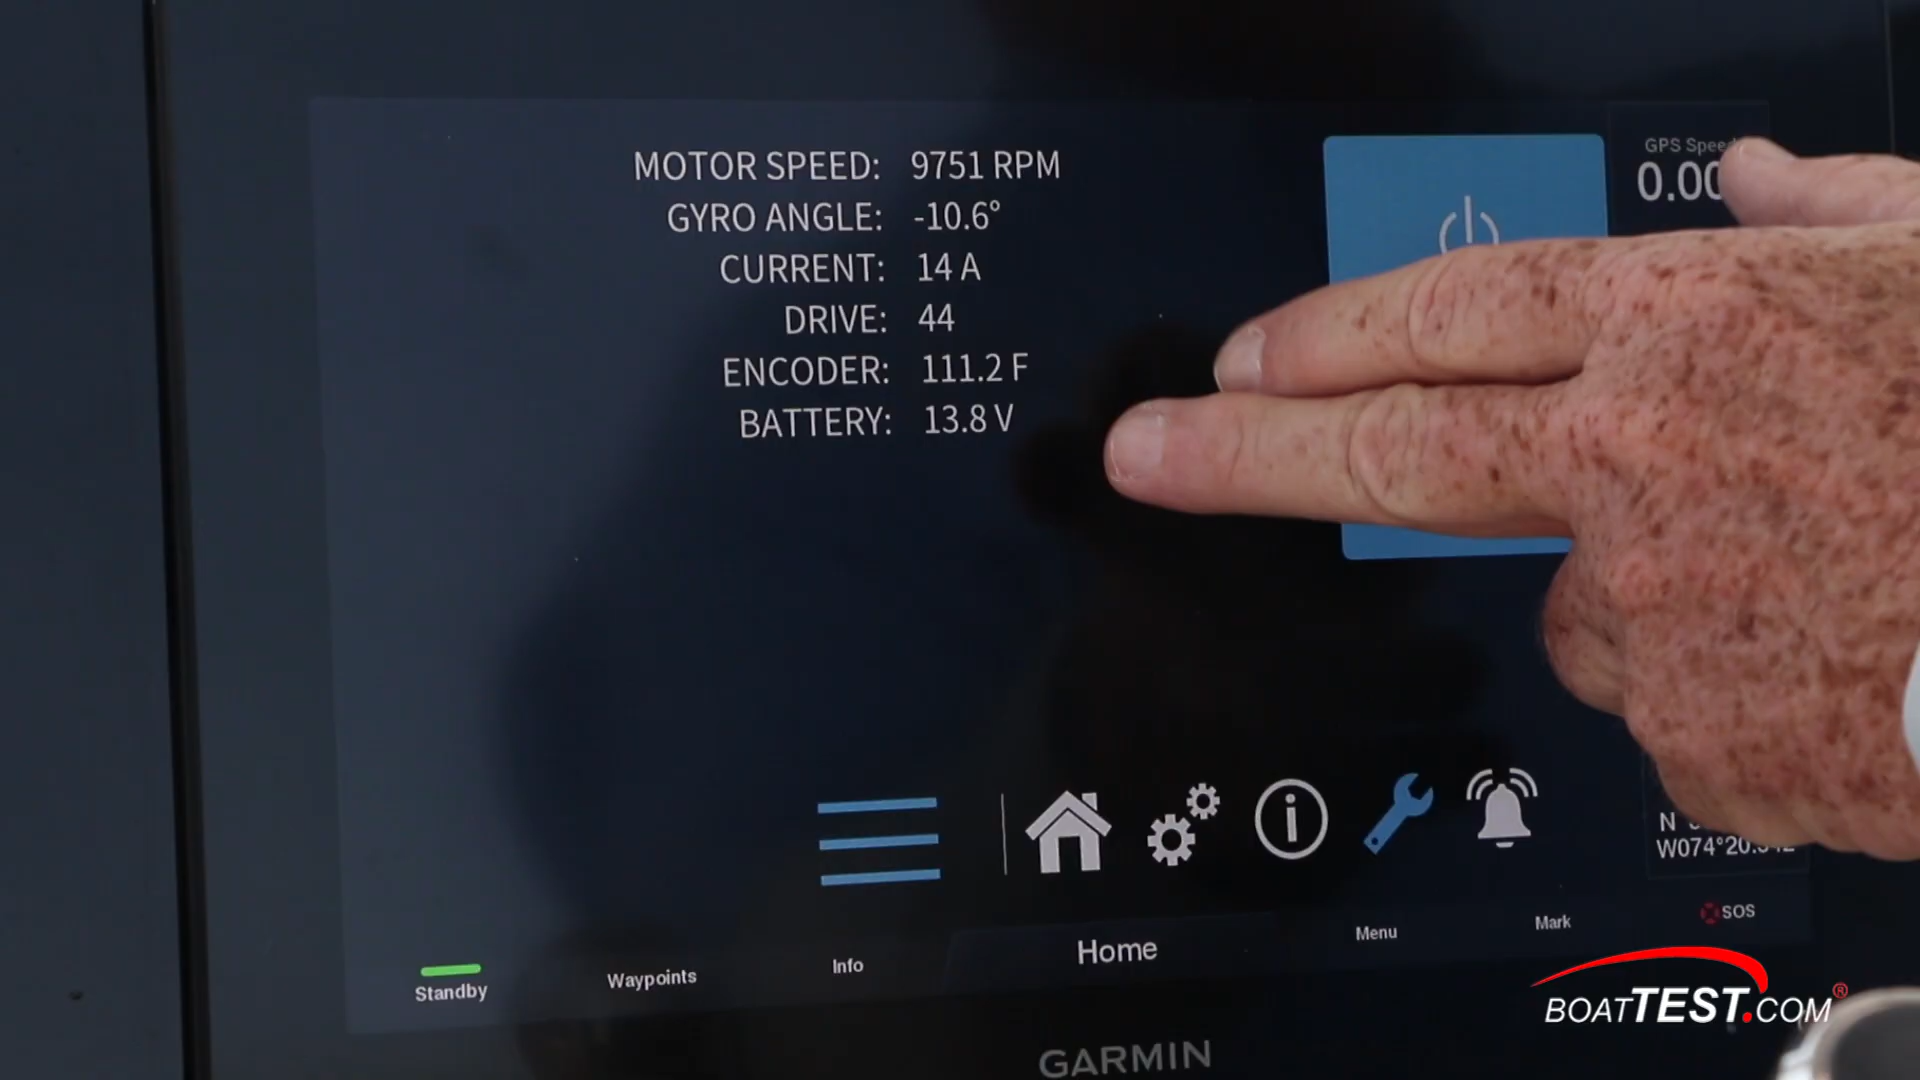 MOTOR SPEED: 9751 RPM
GYRO ANGLE: -10.6°
CURRENT: 14 A
DRIVE: 44
ENCODER: 111.2 F
BATTERY: 13.8 V
GPS Speed
0.00
N
W074°20.
SOS
Standby
Waypoints
Info
Home
Menu
Mark
GARMIN
BOATTEST.COM®